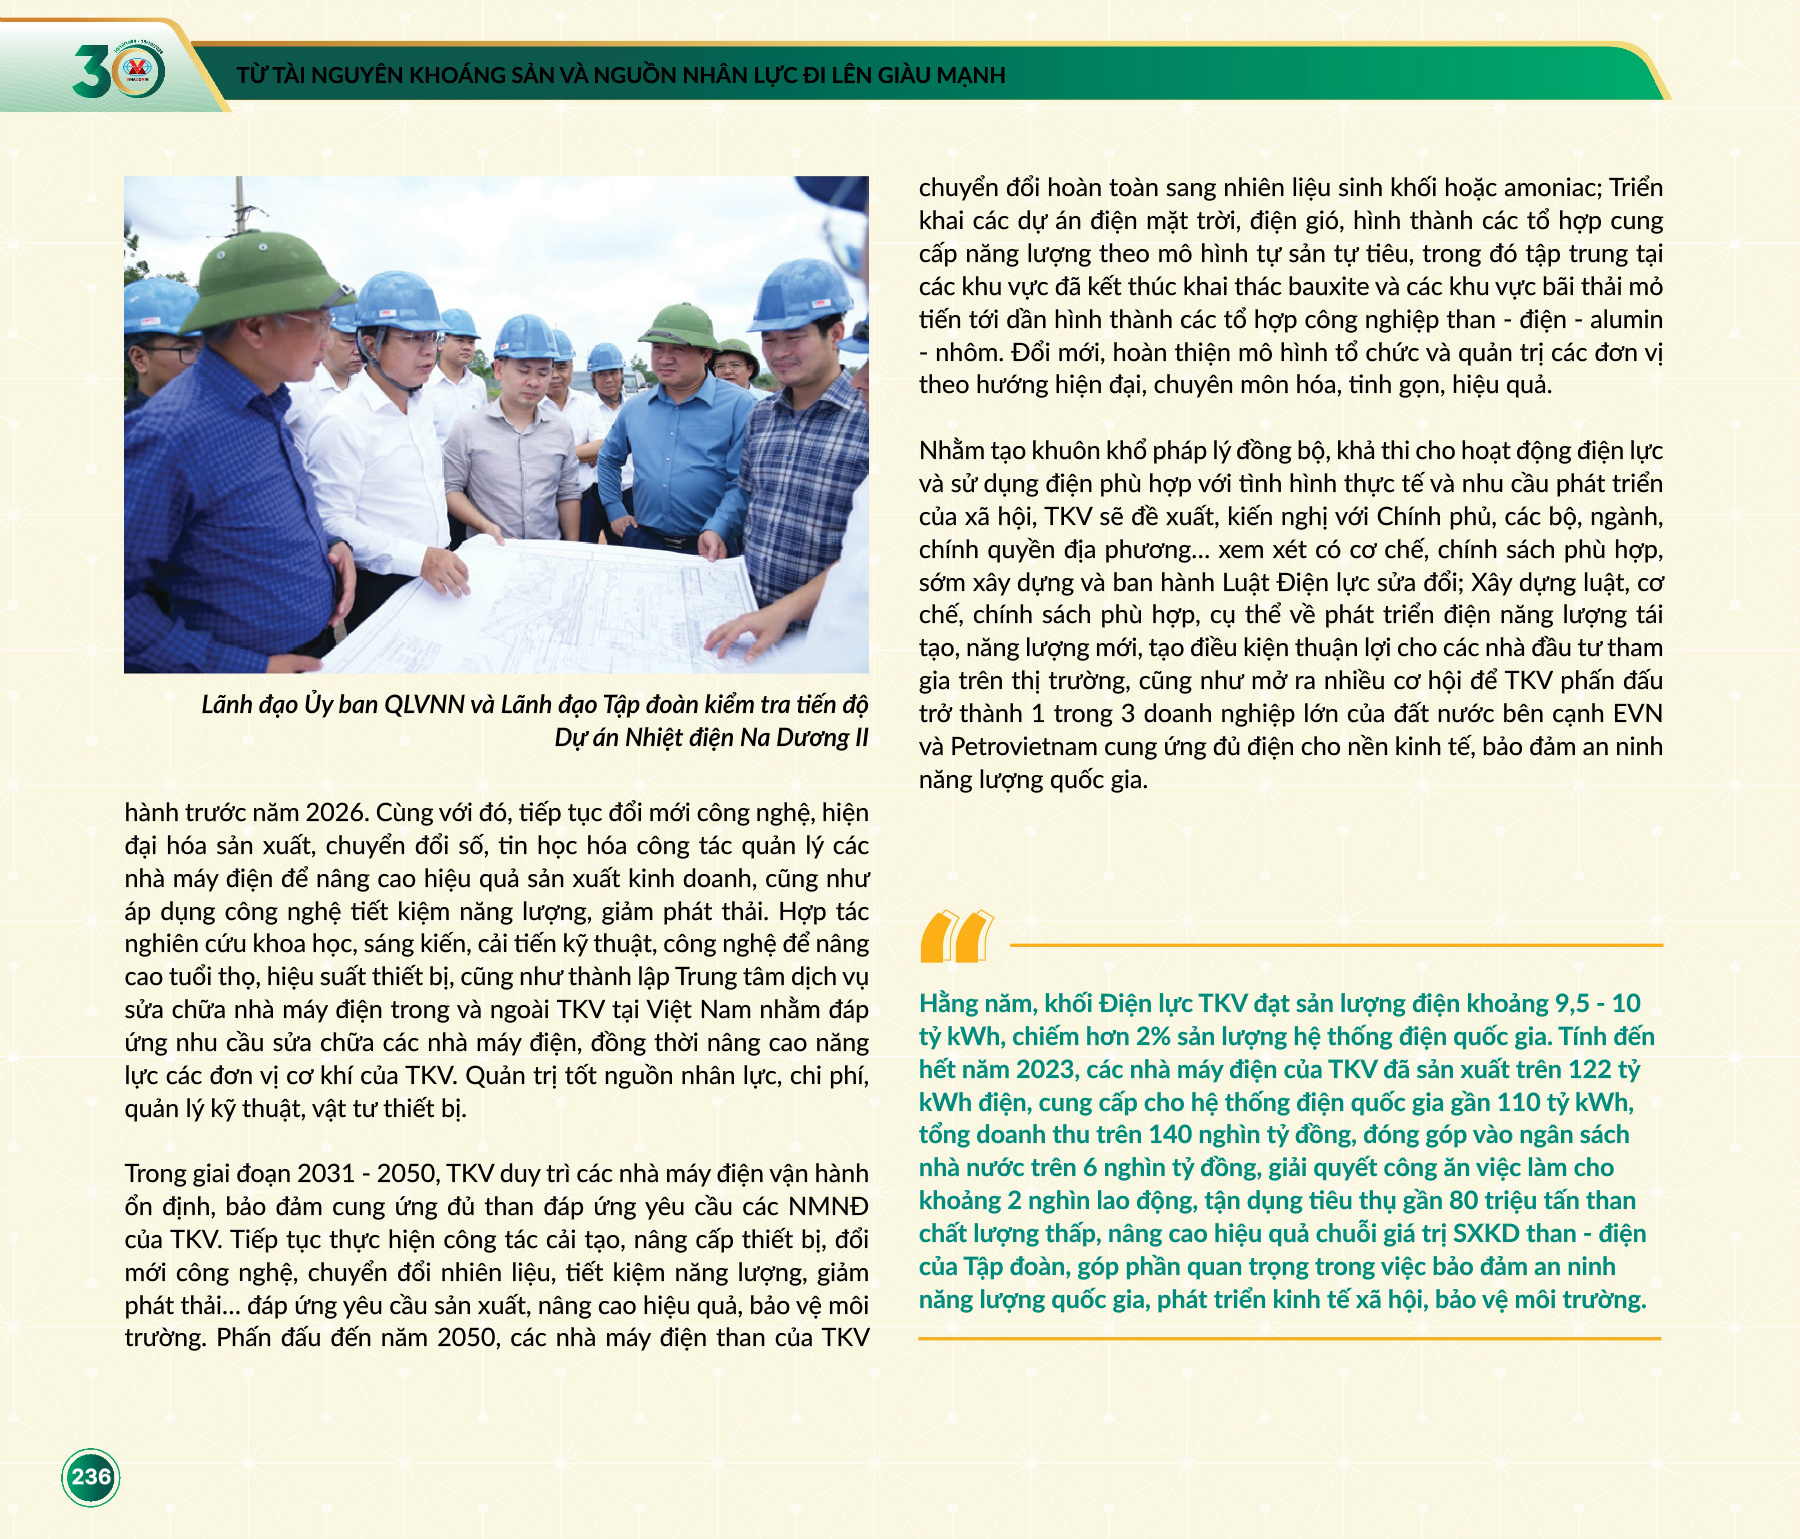 30
TỪ TÀI NGUYÊN KHOÁNG SẢN VÀ NGUỒN NHÂN LỰC ĐI LÊN GIÀU MẠNH
Lãnh đạo Ủy ban QLVNN và Lãnh đạo Tập đoàn kiểm tra tiến độ
Dự án Nhiệt điện Na Dương II
hành trước năm 2026. Cùng với đó, tiếp tục đổi mới công nghệ, hiện
đại hóa sản xuất, chuyển đổi số, tin học hóa công tác quản lý các
nhà máy điện để nâng cao hiệu quả sản xuất kinh doanh, cũng như
áp dụng công nghệ tiết kiệm năng lượng, giảm phát thải. Hợp tác
nghiên cứu khoa học, sáng kiến, cải tiến kỹ thuật, công nghệ để nâng
cao tuổi thọ, hiệu suất thiết bị, cũng như thành lập Trung tâm dịch vụ
sửa chữa nhà máy điện trong và ngoài TKV tại Việt Nam nhằm đáp
ứng nhu cầu sửa chữa các nhà máy điện, đồng thời nâng cao năng
lực các đơn vị cơ khí của TKV. Quản trị tốt nguồn nhân lực, chi phí,
quản lý kỹ thuật, vật tư thiết bị.
Trong giai đoạn 2031 - 2050, TKV duy trì các nhà máy điện vận hành
ổn định, bảo đảm cung ứng đủ than đáp ứng yêu cầu các NMNĐ
của TKV. Tiếp tục thực hiện công tác cải tạo, nâng cấp thiết bị, đổi
mới công nghệ, chuyển đổi nhiên liệu, tiết kiệm năng lượng, giảm
phát thải... đáp ứng yêu cầu sản xuất, nâng cao hiệu quả, bảo vệ môi
trường. Phấn đấu đến năm 2050, các nhà máy điện than của TKV
chuyển đổi hoàn toàn sang nhiên liệu sinh khối hoặc amoniac; Triển
khai các dự án điện mặt trời, điện gió, hình thành các tổ hợp cung
cấp năng lượng theo mô hình tự sản tự tiêu, trong đó tập trung tại
các khu vực đã kết thúc khai thác bauxite và các khu vực bãi thải mỏ
tiến tới dần hình thành các tổ hợp công nghiệp than - điện - alumin
- nhôm. Đổi mới, hoàn thiện mô hình tổ chức và quản trị các đơn vị
theo hướng hiện đại, chuyên môn hóa, tinh gọn, hiệu quả.
Nhằm tạo khuôn khổ pháp lý đồng bộ, khả thi cho hoạt động điện lực
và sử dụng điện phù hợp với tình hình thực tế và nhu cầu phát triển
của xã hội, TKV sẽ đề xuất, kiến nghị với Chính phủ, các bộ, ngành,
chính quyền địa phương... xem xét có cơ chế, chính sách phù hợp,
sớm xây dựng và ban hành Luật Điện lực sửa đổi; Xây dựng luật, cơ
chế, chính sách phù hợp, cụ thể về phát triển điện năng lượng tái
tạo, năng lượng mới, tạo điều kiện thuận lợi cho các nhà đầu tư tham
gia trên thị trường, cũng như mở ra nhiều cơ hội để TKV phấn đấu
trở thành 1 trong 3 doanh nghiệp lớn của đất nước bên cạnh EVN
và Petrovietnam cung ứng đủ điện cho nền kinh tế, bảo đảm an ninh
năng lượng quốc gia.
Hằng năm, khối Điện lực TKV đạt sản lượng điện khoảng 9,5 - 10
tỷ kWh, chiếm hơn 2% sản lượng hệ thống điện quốc gia. Tính đến
hết năm 2023, các nhà máy điện của TKV đã sản xuất trên 122 tỷ
kWh điện, cung cấp cho hệ thống điện quốc gia gần 110 tỷ kWh,
tổng doanh thu trên 140 nghìn tỷ đồng, đóng góp vào ngân sách
nhà nước trên 6 nghìn tỷ đồng, giải quyết công ăn việc làm cho
khoảng 2 nghìn lao động, tận dụng tiêu thụ gần 80 triệu tấn than
chất lượng thấp, nâng cao hiệu quả chuỗi giá trị SXKD than - điện
của Tập đoàn, góp phần quan trọng trong việc bảo đảm an ninh
năng lượng quốc gia, phát triển kinh tế xã hội, bảo vệ môi trường.
236